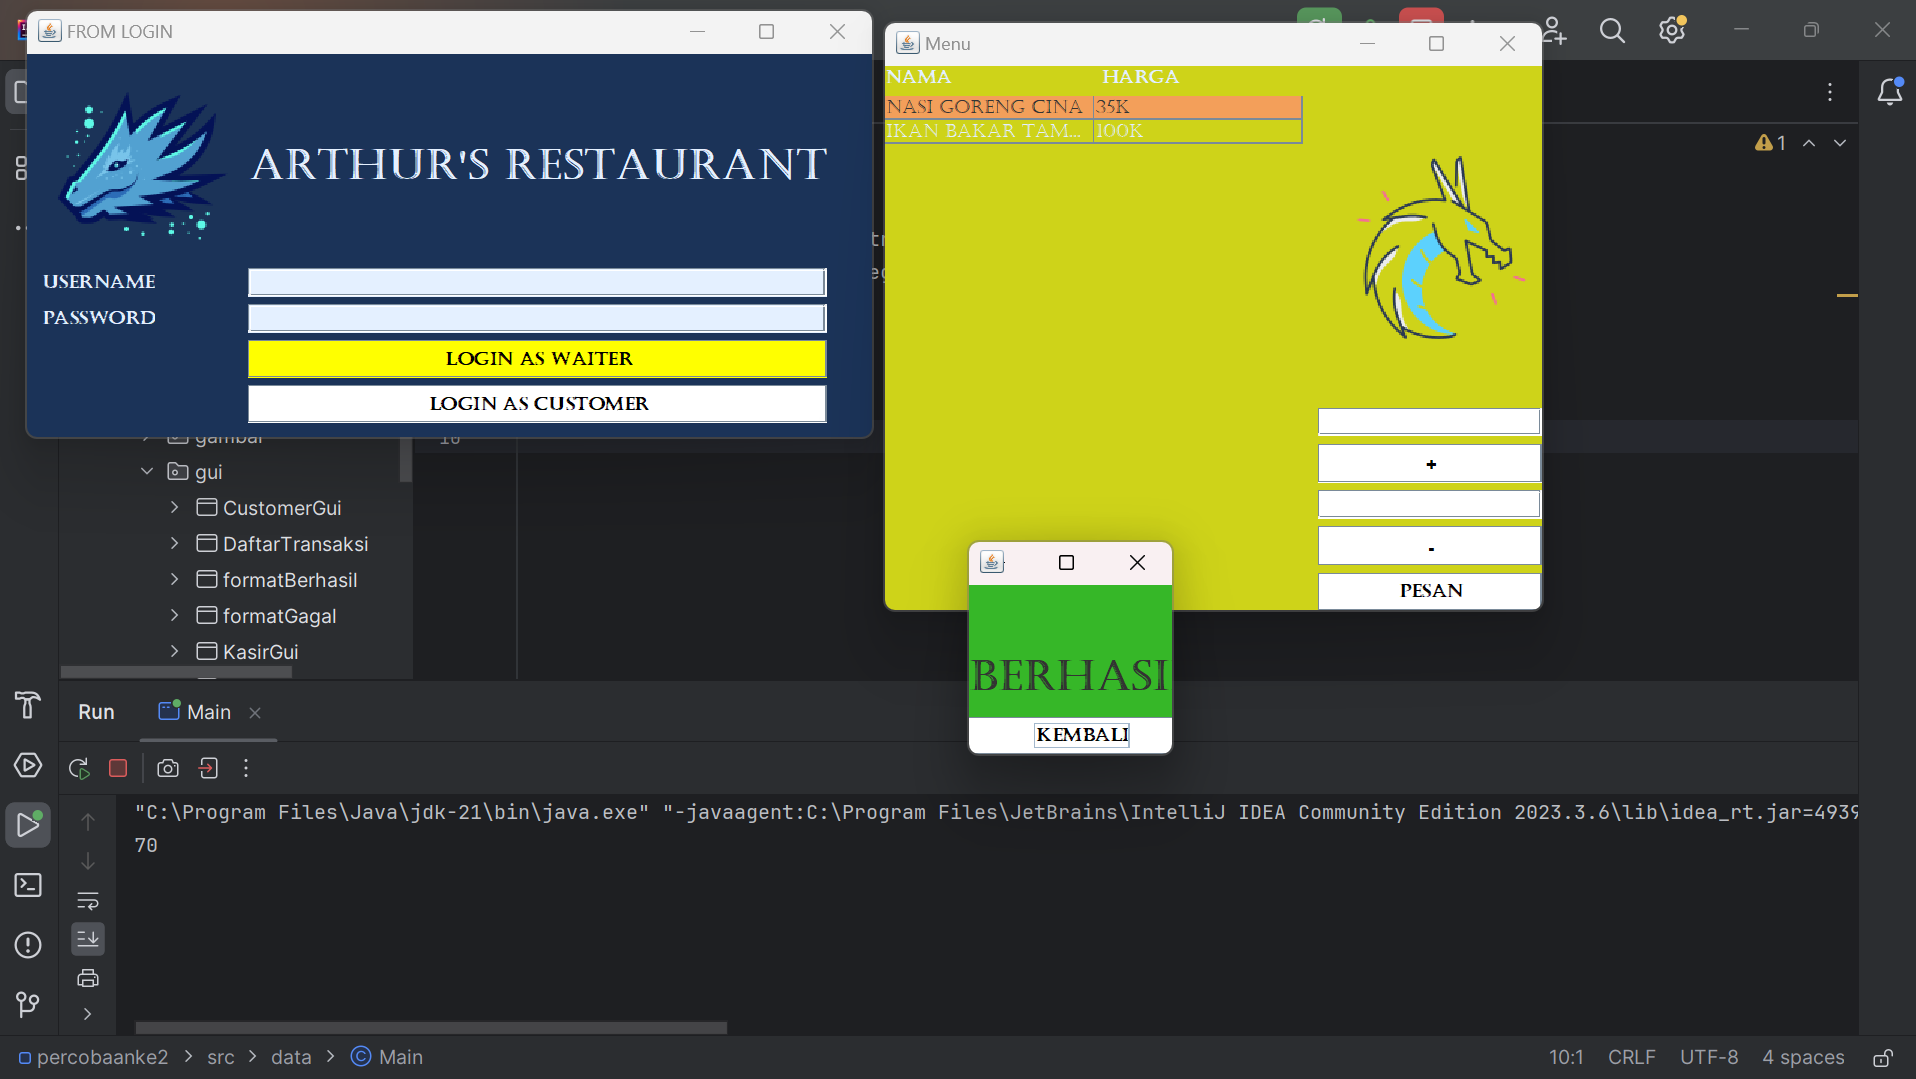 FROM LOGIN
ARTHUR'S RESTAURANT
USERNAME
PASSWORD
LOGIN AS WAITER
LOGIN AS CUSTOMER
Menu
NAMA HARGA
NASI GORENG CINA 35K
IKAN BAKAR TAM... 100K
+
-
PESAN
BERHASI
KEMBALI
1
gui
CustomerGui
DaftarTransaksi
formatBerhasil
formatGagal
KasirGui
Run Main
"C:\Program Files\Java\jdk-21\bin\java.exe" "-javaagent:C:\Program Files\JetBrains\IntelliJ IDEA Community Edition 2023.3.6\lib\idea_rt.jar=4939
70
percobaanke2 > src > data > Main
10:1 CRLF UTF-8 4 spaces